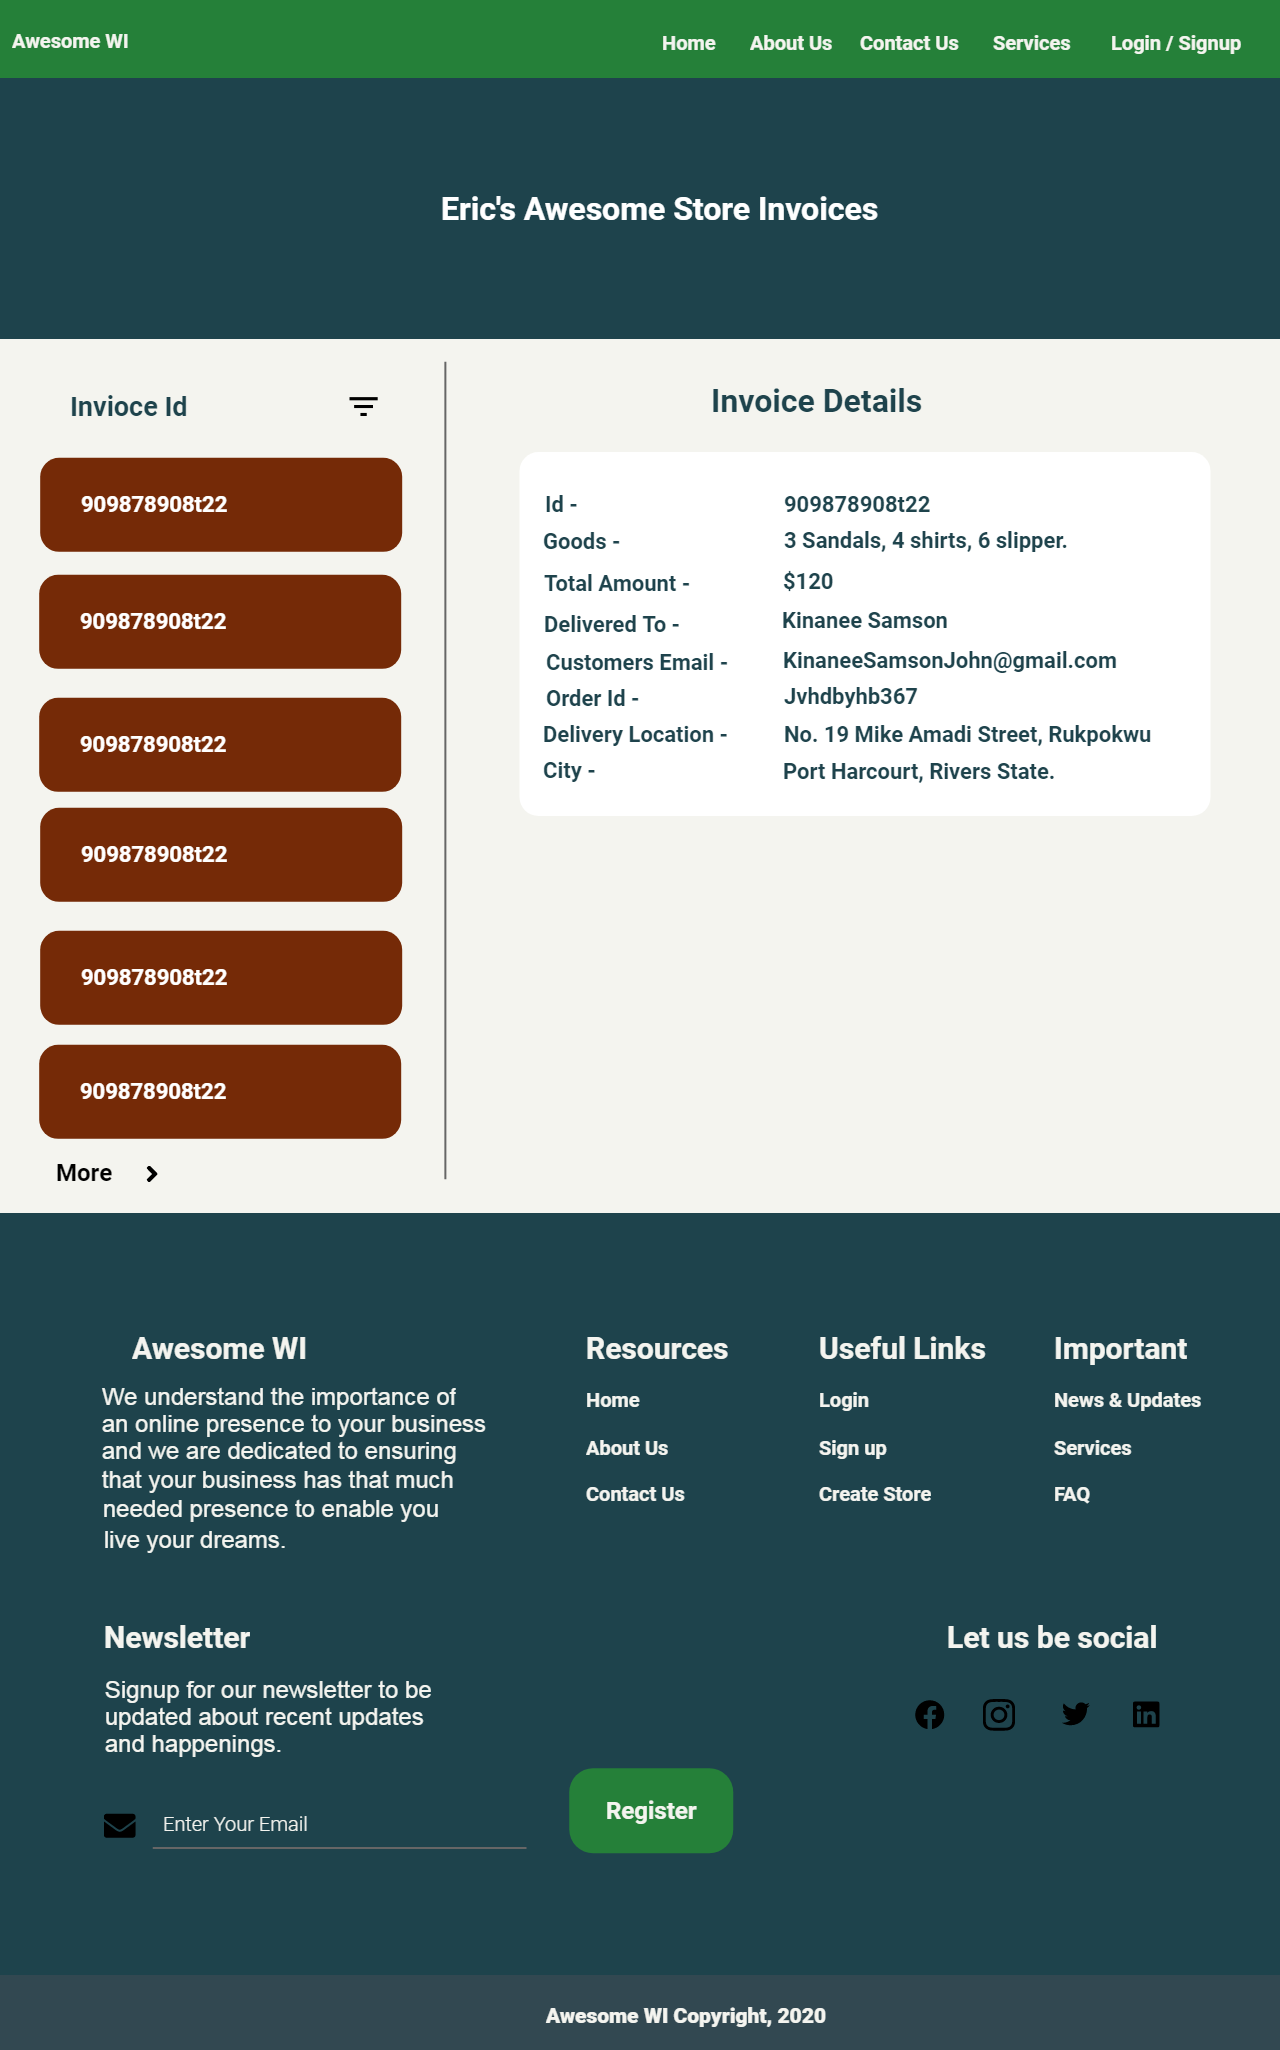 Awesome WI
Home About Us Contact Us Services Login / Signup
Eric's Awesome Store Invoices
Invioce Id
909878908t22
909878908t22
909878908t22
909878908t22
909878908t22
909878908t22
More
Invoice Details
Id - 909878908t22
Goods - 3 Sandals, 4 shirts, 6 slipper.
Total Amount - $120
Delivered To - Kinanee Samson
Customers Email - KinaneeSamsonJohn@gmail.com
Order Id - Jvhdbyhb367
Delivery Location - No. 19 Mike Amadi Street, Rukpokwu
City - Port Harcourt, Rivers State.
Awesome WI
We understand the importance of
an online presence to your business
and we are dedicated to ensuring
that your business has that much
needed presence to enable you
live your dreams.
Resources
Home
About Us
Contact Us
Useful Links
Login
Sign up
Create Store
Important
News & Updates
Services
FAQ
Newsletter
Signup for our newsletter to be
updated about recent updates
and happenings.
Enter Your Email
Register
Let us be social
Awesome WI Copyright, 2020